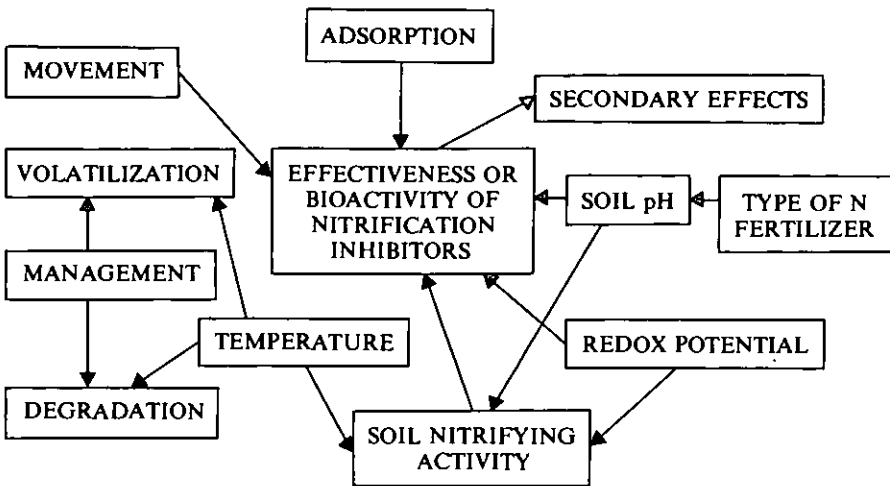 ADSORPTION
MOVEMENT
SECONDARY EFFECTS
VOLATILIZATION
EFFECTIVENESS OR
BIOACTIVITY OF
NITRIFICATION
INHIBITORS
SOIL pH
TYPE OF N
FERTILIZER
MANAGEMENT
TEMPERATURE
REDOX POTENTIAL
DEGRADATION
SOIL NITRIFYING
ACTIVITY